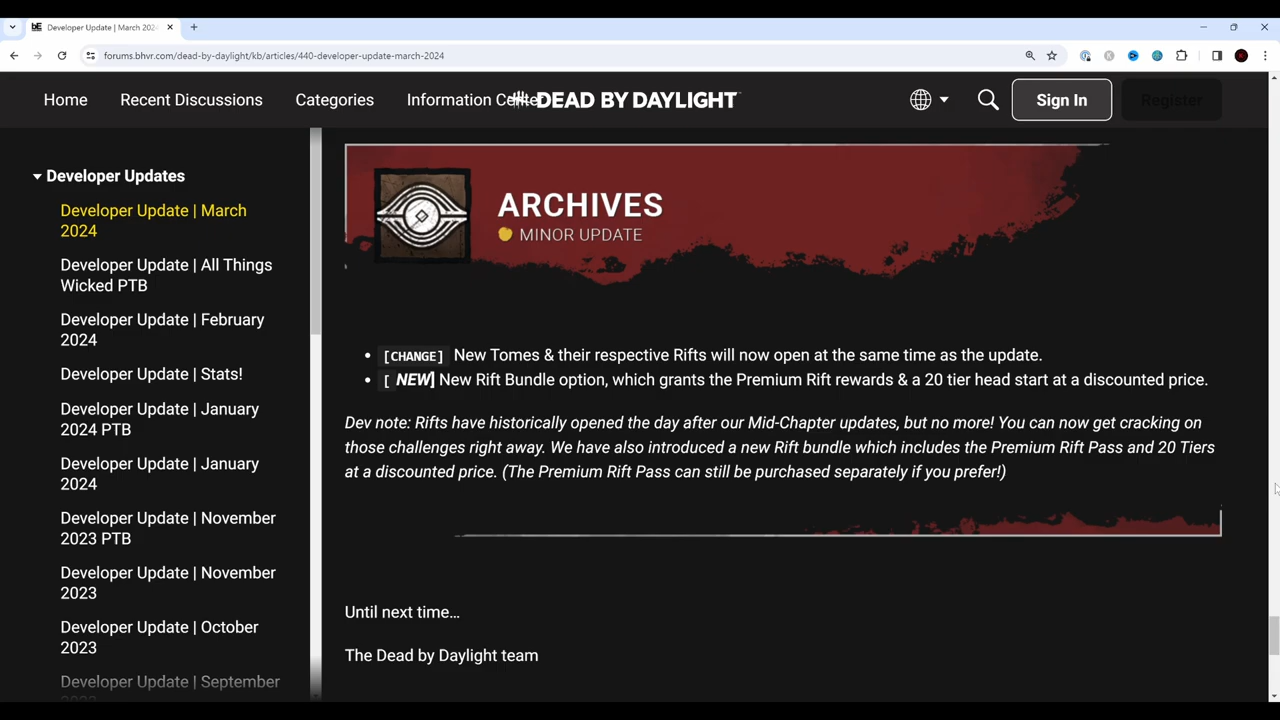 Developer Update | March 2024
forums.bhvr.com/dead-by-daylight/kb/articles/440-developer-update-march-2024
Home Recent Discussions Categories Information Cente DEAD BY DAYLIGHT Sign In Register
Developer Updates
Developer Update | March
2024
Developer Update | All Things
Wicked PTB
Developer Update | February
2024
Developer Update | Stats!
Developer Update | January
2024 PTB
Developer Update | January
2024
Developer Update | November
2023 PTB
Developer Update | November
2023
Developer Update | October
2023
Developer Update | September
2023
ARCHIVES
MINOR UPDATE
• [CHANGE] New Tomes & their respective Rifts will now open at the same time as the update.
• [ NEW] New Rift Bundle option, which grants the Premium Rift rewards & a 20 tier head start at a discounted price.
Dev note: Rifts have historically opened the day after our Mid-Chapter updates, but no more! You can now get cracking on
those challenges right away. We have also introduced a new Rift bundle which includes the Premium Rift Pass and 20 Tiers
at a discounted price. (The Premium Rift Pass can still be purchased separately if you prefer!)
Until next time…
The Dead by Daylight team